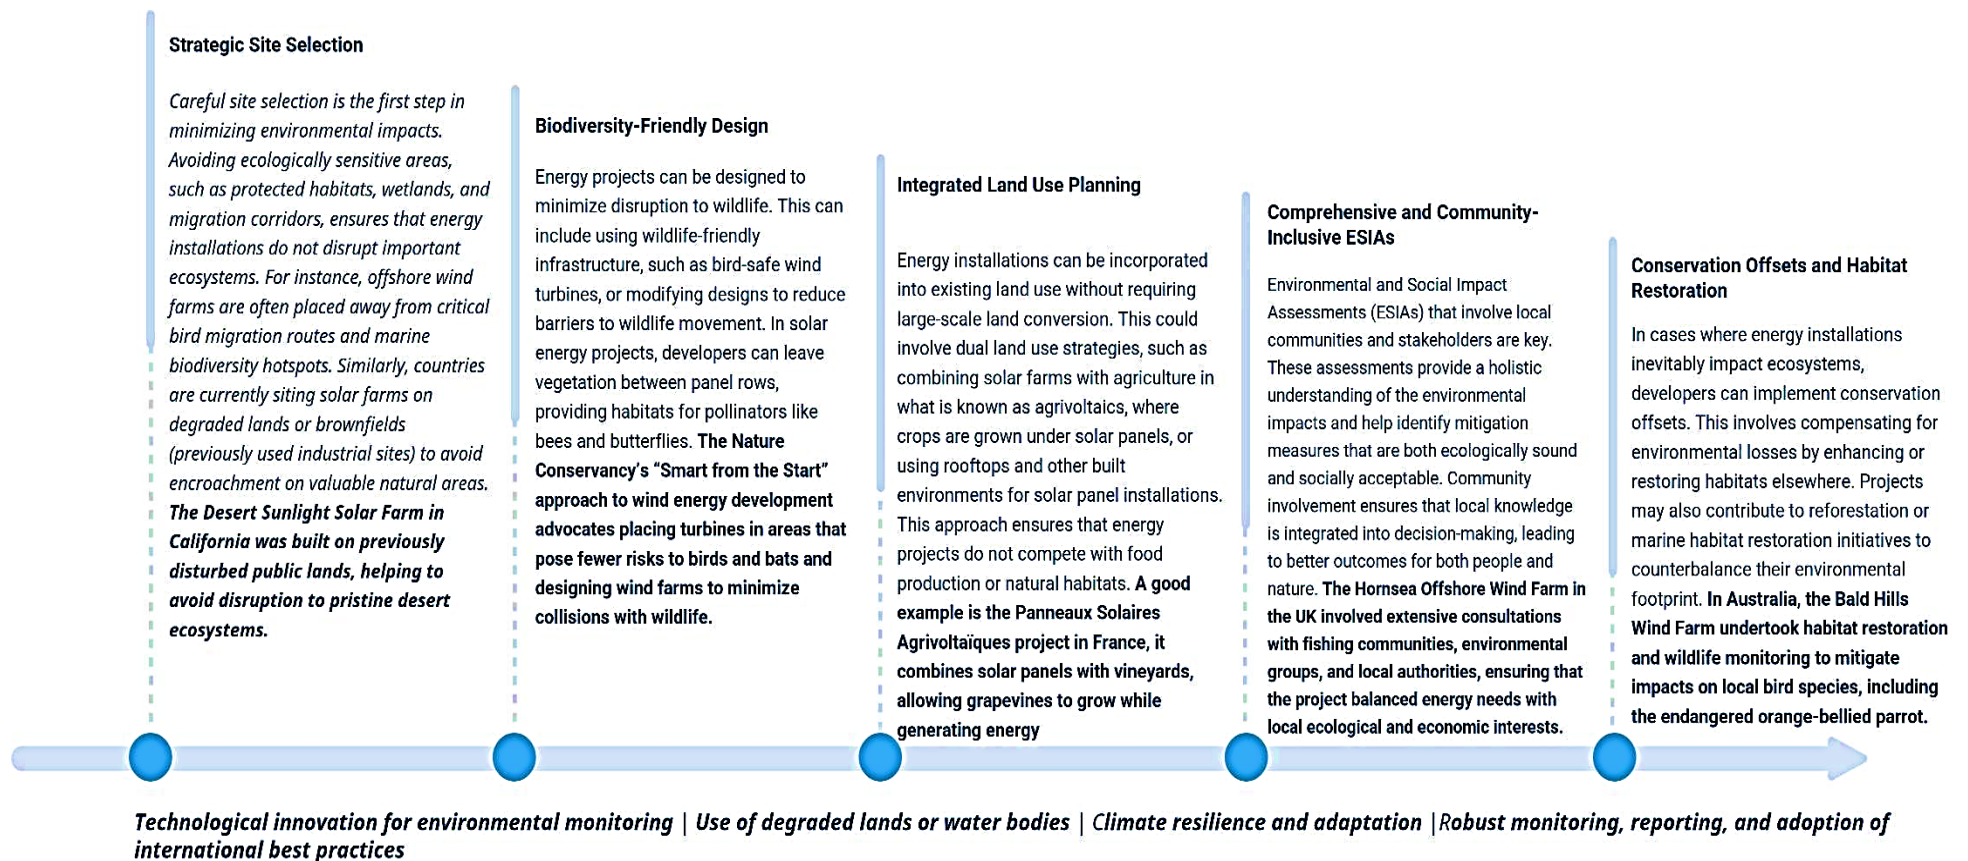 Strategic Site Selection
Careful site selection is the first step in
minimizing environmental impacts.
Avoiding ecologically sensitive areas,
such as protected habitats, wetlands, and
migration corridors, ensures that energy
installations do not disrupt important
ecosystems. For instance, offshore wind
farms are often placed away from critical
bird migration routes and marine
biodiversity hotspots. Similarly, countries
are currently siting solar farms on
degraded lands or brownfields
(previously used industrial sites) to avoid
encroachment on valuable natural areas.
The Desert Sunlight Solar Farm in
California was built on previously
disturbed public lands, helping to
avoid disruption to pristine desert
ecosystems.
Biodiversity-Friendly Design
Energy projects can be designed to
minimize disruption to wildlife. This can
include using wildlife-friendly
infrastructure, such as bird-safe wind
turbines, or modifying designs to reduce
barriers to wildlife movement. In solar
energy projects, developers can leave
vegetation between panel rows,
providing habitats for pollinators like
bees and butterflies. The Nature
Conservancy's “Smart from the Start”
approach to wind energy development
advocates placing turbines in areas that
pose fewer risks to birds and bats and
designing wind farms to minimize
collisions with wildlife.
Integrated Land Use Planning
Energy installations can be incorporated
into existing land use without requiring
large-scale land conversion. This could
involve dual land use strategies, such as
combining solar farms with agriculture in
what is known as agrivoltaics, where
crops are grown under solar panels, or
using rooftops and other built
environments for solar panel installations.
This approach ensures that energy
projects do not compete with food
production or natural habitats. A good
example is the Panneaux Solaires
Agrivoltaïques project in France, it
combines solar panels with vineyards,
allowing grapevines to grow while
generating energy
Comprehensive and Community-
Inclusive ESIAs
Environmental and Social Impact
Assessments (ESIAs) that involve local
communities and stakeholders are key.
These assessments provide a holistic
understanding of the environmental
impacts and help identify mitigation
measures that are both ecologically sound
and socially acceptable. Community
involvement ensures that local knowledge
is integrated into decision-making, leading
to better outcomes for both people and
nature. The Hornsea Offshore Wind Farm in
the UK involved extensive consultations
with fishing communities, environmental
groups, and local authorities, ensuring that
the project balanced energy needs with
local ecological and economic interests.
Conservation Offsets and Habitat
Restoration
In cases where energy installations
inevitably impact ecosystems,
developers can implement conservation
offsets. This involves compensating for
environmental losses by enhancing or
restoring habitats elsewhere. Projects
may also contribute to reforestation or
marine habitat restoration initiatives to
counterbalance their environmental
footprint. In Australia, the Bald Hills
Wind Farm undertook habitat restoration
and wildlife monitoring to mitigate
impacts on local bird species, including
the endangered orange-bellied parrot.
Technological innovation for environmental monitoring | Use of degraded lands or water bodies | Climate resilience and adaptation |Robust monitoring, reporting, and adoption of
international best practices